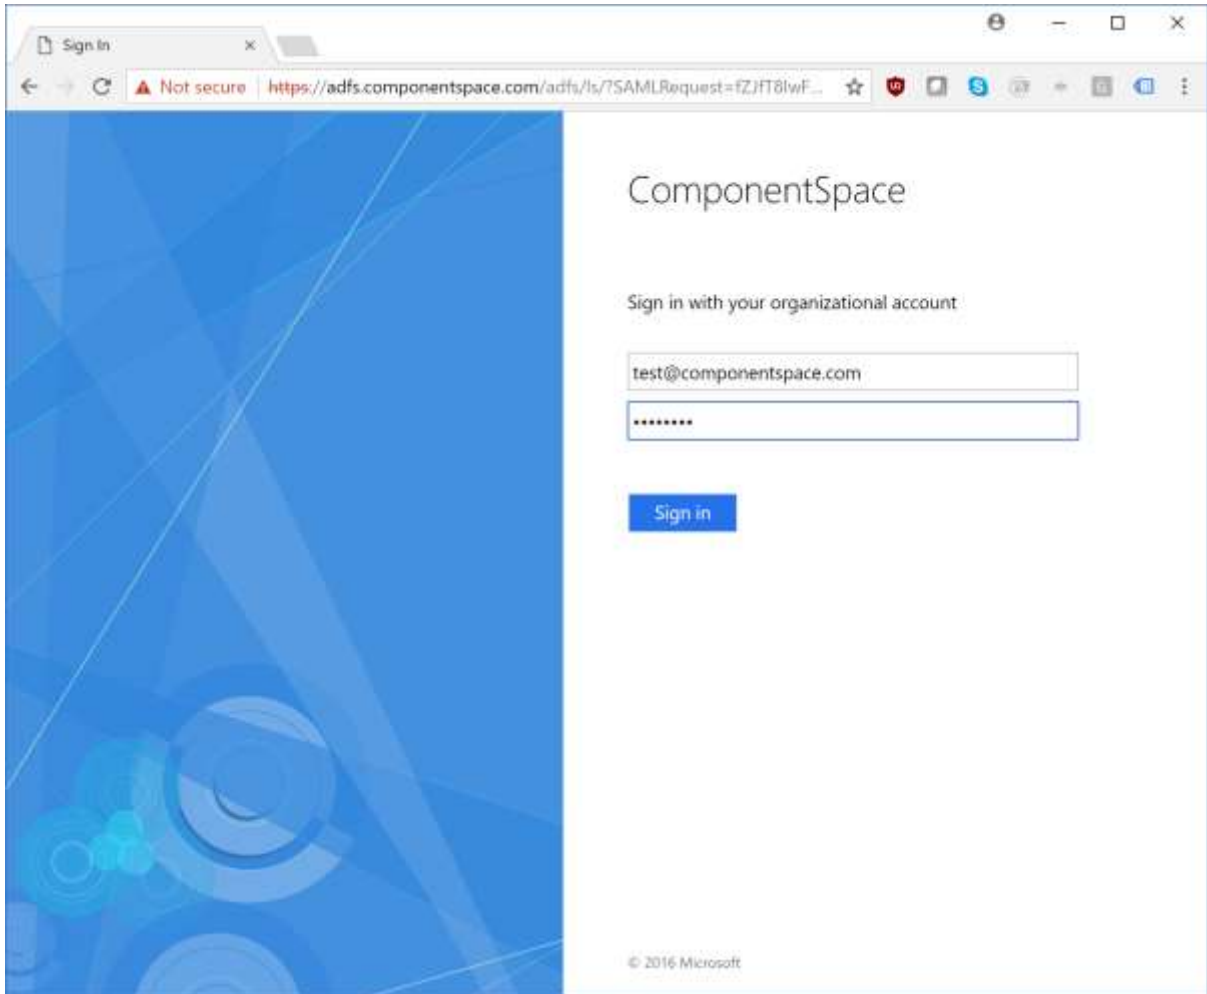 Sign In
Not secure https://adfs.componentspace.com/adfs/ls/?SAMLRequest=fZJfT8IwF...
ComponentSpace
Sign in with your organizational account
test@componentspace.com
••••••••
Sign in
© 2016 Microsoft